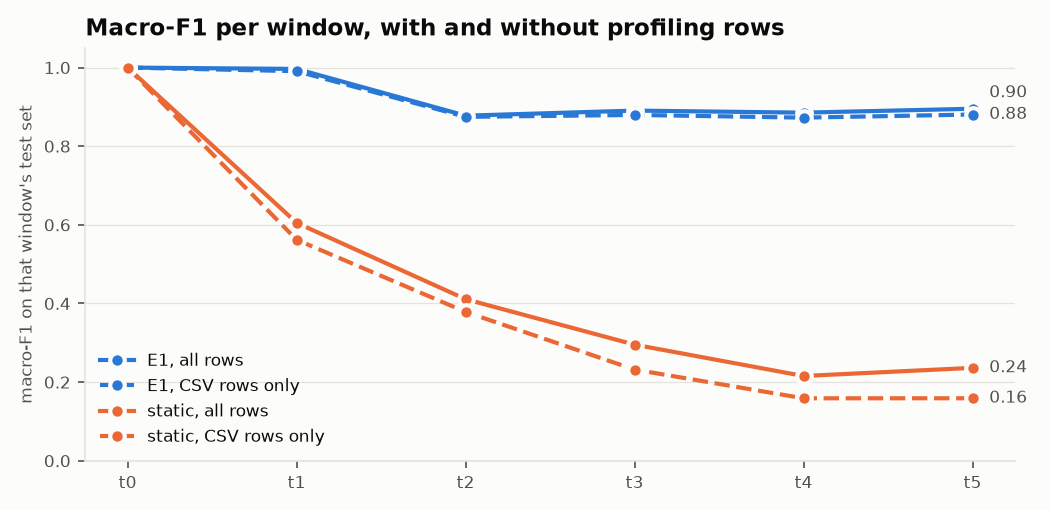 Macro-F1 per window, with and without profiling rows
macro-F1 on that window's test set
1.0
0.8
0.6
0.4
0.2
0.0
t0
t1
t2
t3
t4
t5
0.90
0.88
0.24
0.16
E1, all rows
E1, CSV rows only
static, all rows
static, CSV rows only